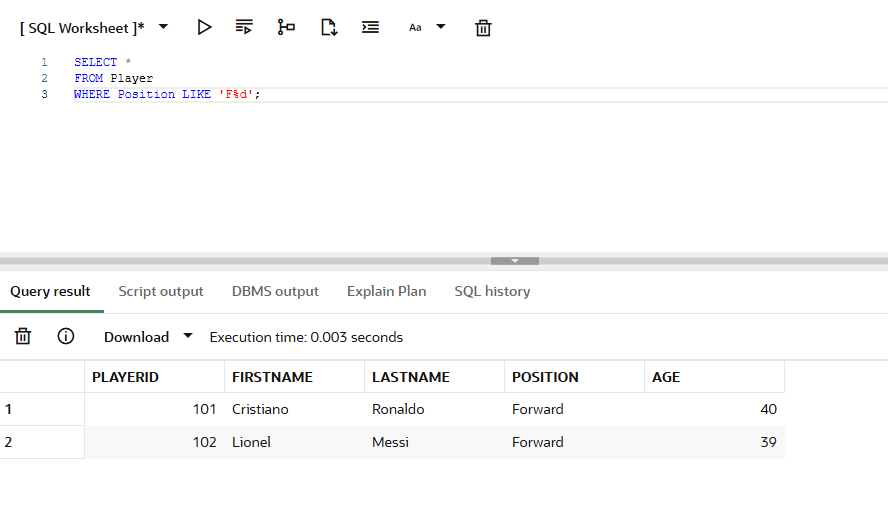 [ SQL Worksheet ]* Aa
1 SELECT *
2 FROM Player
3 WHERE Position LIKE 'F%d';
Query result Script output DBMS output Explain Plan SQL history
Download Execution time: 0.003 seconds
PLAYERID FIRSTNAME LASTNAME POSITION AGE
1 101 Cristiano Ronaldo Forward 40
2 102 Lionel Messi Forward 39